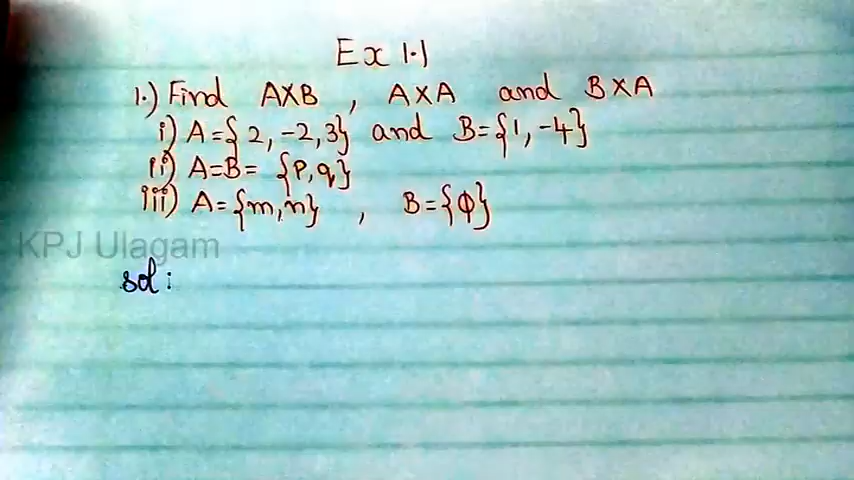 Ex 1.1
1.) Find AXB , AXA and BXA
i) A={2, -2, 3} and B={1, -4}
ii) A=B= {P, q}
iii) A={m, n} , B={ϕ}
KPJ Ulagam
sol: